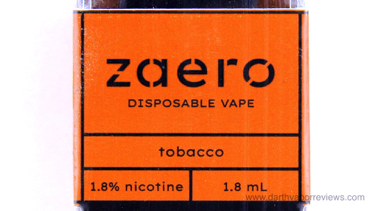 zaero
DISPOSABLE VAPE
tobacco
1.8% nicotine 1.8 mL
www.darthvaporreviews.com